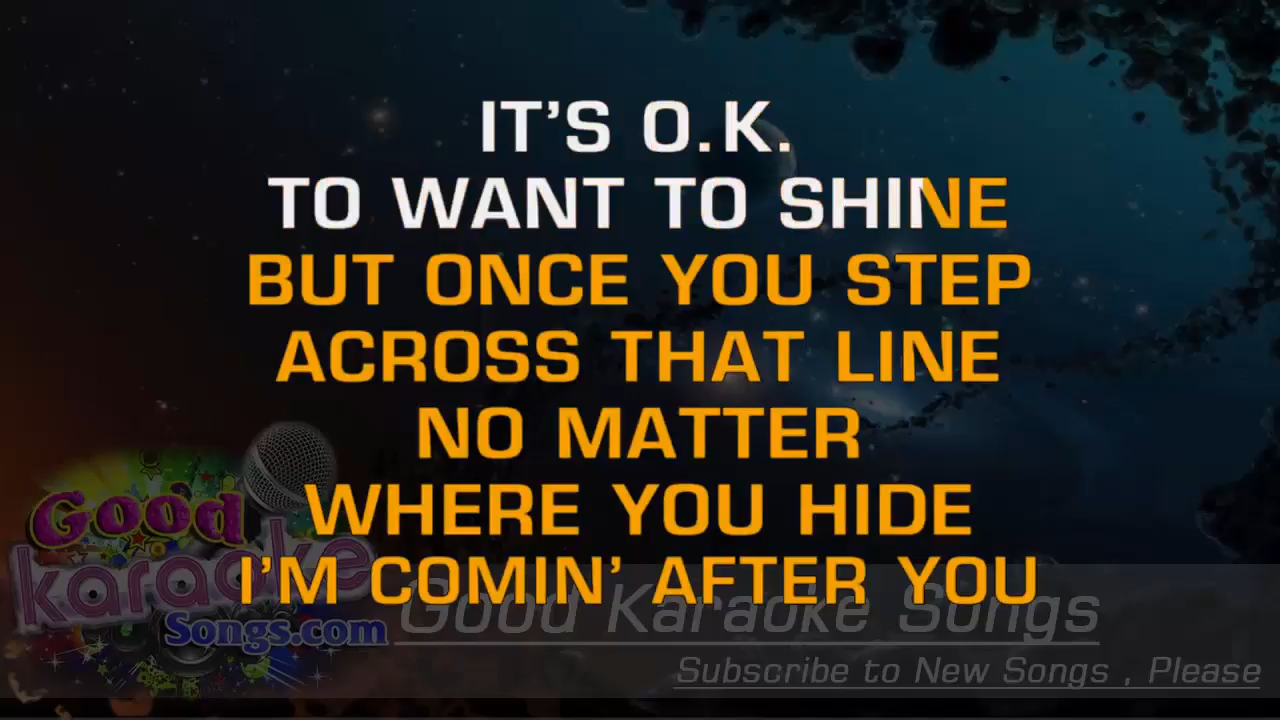 IT'S O.K.
TO WANT TO SHINE
BUT ONCE YOU STEP
ACROSS THAT LINE
NO MATTER
WHERE YOU HIDE
I'M COMIN' AFTER YOU
Good
karaoke
Songs.com
Good Karaoke Songs
Subscribe to New Songs , Please